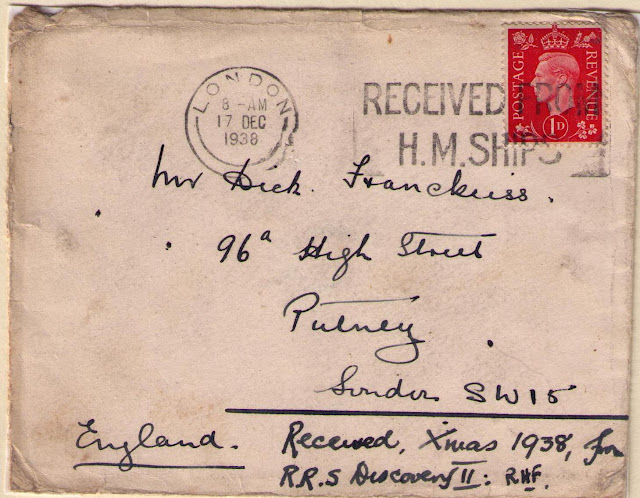 POSTAGE REVENUE
1D
LONDON
8 - AM
17 DEC
1938
RECEIVED FROM
H.M. SHIPS
Mr Dick. Franckeiss.
96a High Street
Putney
London SW15
England.
Received, Xmas 1938, from
R.R.S Discovery II: RHF.